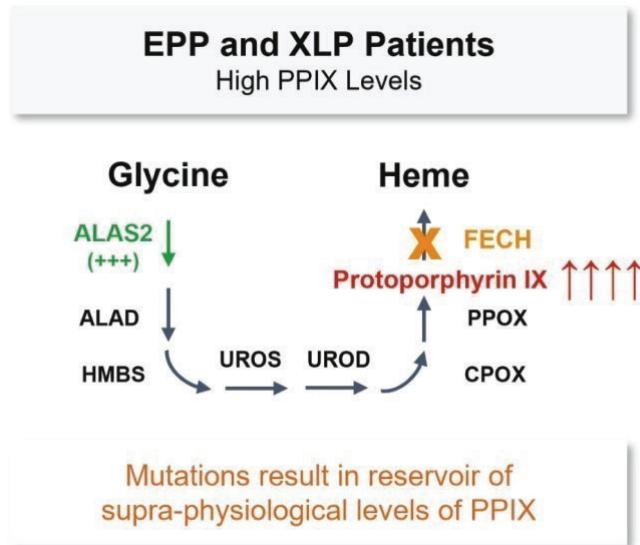 EPP and XLP Patients
High PPIX Levels
Glycine
Heme
ALAS2
(+++)
X
FECH
Protoporphyrin IX ↑↑↑↑
ALAD
PPOX
HMBS
UROS
UROD
CPOX
Mutations result in reservoir of
supra-physiological levels of PPIX